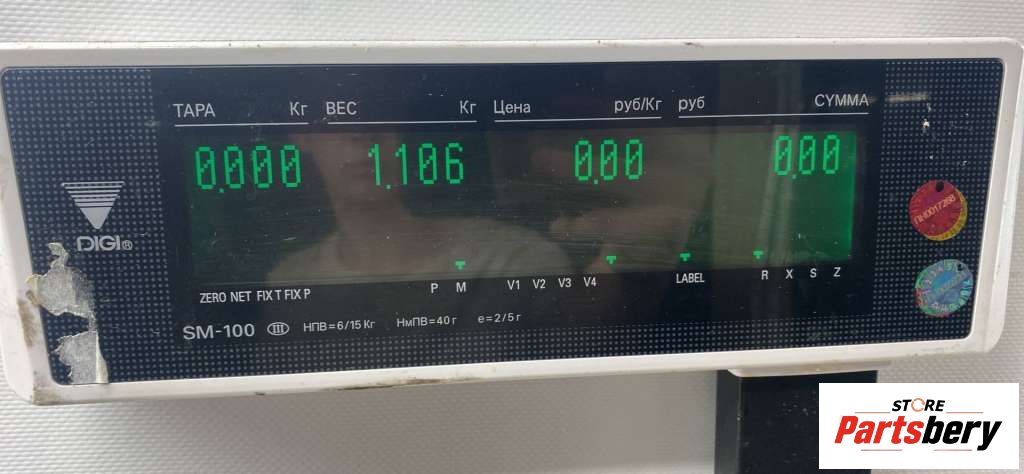 ТАРА Кг ВЕС Кг Цена руб/Кг руб СУММА
0.000 1.106 0.00 0.00
DIGI®
ПН0017266
P M V1 V2 V3 V4 LABEL R X S Z
ZERO NET FIX T FIX P
SM-100 III НПВ=6/15 Кг НмПВ=40 г e=2/5 г
STORE
Partsbery